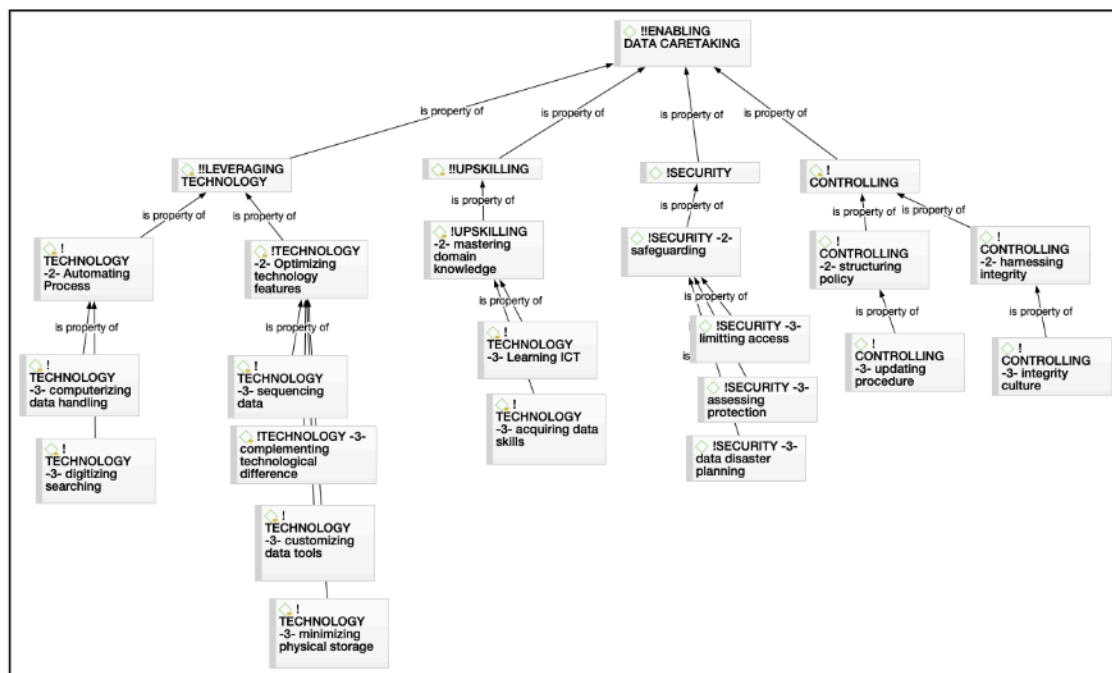 !!ENABLING
DATA CARETAKING
is property of
is property of
is property of
is property of
!!LEVERAGING
TECHNOLOGY
!!UPSKILLING
!SECURITY
!
CONTROLLING
is property of
is property of
is property of
is property of
is property of
is property of
!
TECHNOLOGY
-2- Automating
Process
!TECHNOLOGY
-2- Optimizing
technology
features
!UPSKILLING
-2- mastering
domain
knowledge
!SECURITY -2-
safeguarding
!
CONTROLLING
-2- structuring
policy
!
CONTROLLING
-2- harnessing
integrity
is property of
is property of
is property of
is property of
is property of
is property of
!
TECHNOLOGY
-3- computerizing
data handling
!
TECHNOLOGY
-3- sequencing
data
!
TECHNOLOGY
-3- Learning ICT
!SECURITY -3-
limitting access
!
CONTROLLING
-3- updating
procedure
!
CONTROLLING
-3- integrity
culture
!
TECHNOLOGY
-3- digitizing
searching
!TECHNOLOGY -3-
complementing
technological
difference
!
TECHNOLOGY
-3- acquiring data
skills
!SECURITY -3-
assessing
protection
!SECURITY -3-
data disaster
planning
!
TECHNOLOGY
-3- customizing
data tools
!
TECHNOLOGY
-3- minimizing
physical storage